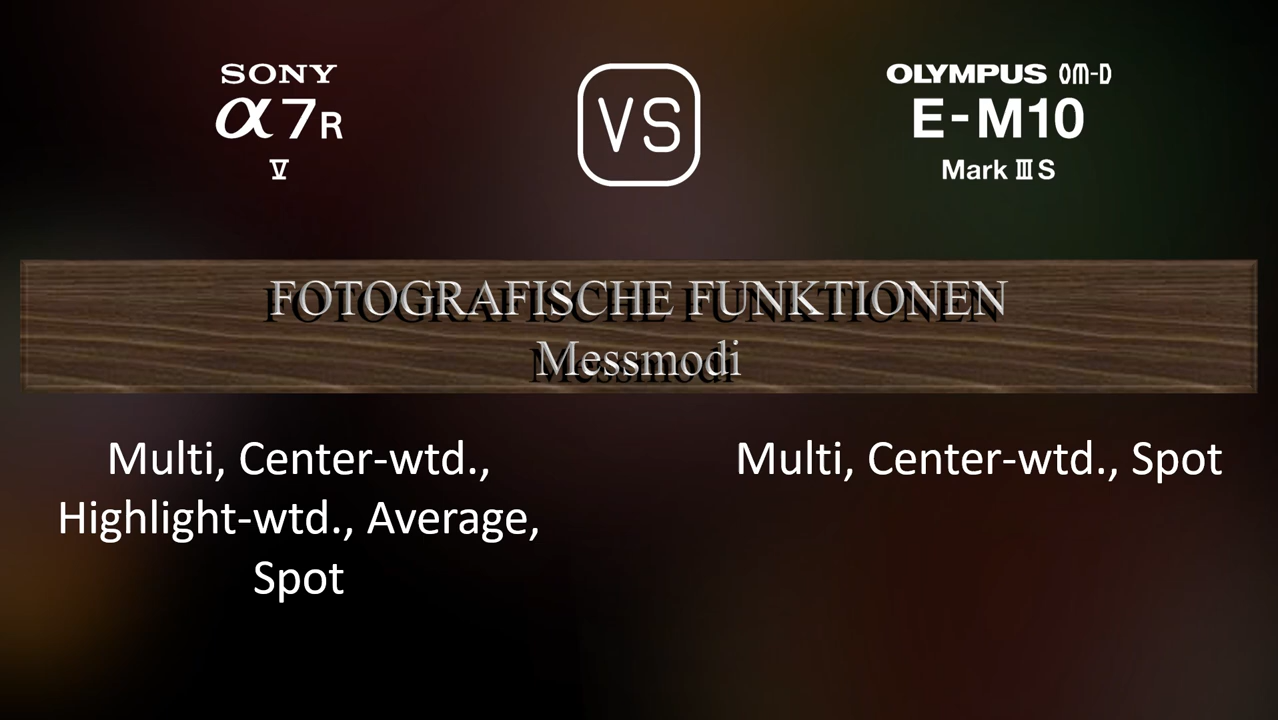 SONY
α7R
V
VS
OLYMPUS OM-D
E-M10
Mark III S
FOTOGRAFISCHE FUNKTIONEN
Messmodi
Multi, Center-wtd.,
Highlight-wtd., Average,
Spot
Multi, Center-wtd., Spot